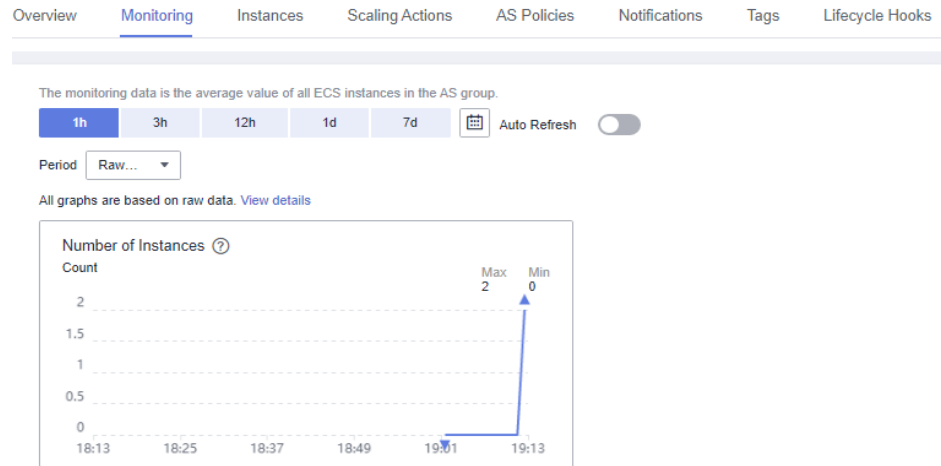 Overview Monitoring Instances Scaling Actions AS Policies Notifications Tags Lifecycle Hooks
The monitoring data is the average value of all ECS instances in the AS group.
1h 3h 12h 1d 7d Auto Refresh
Period Raw...
All graphs are based on raw data. View details
Number of Instances ?
Count
Max Min
2 0
2
1.5
1
0.5
0
18:13 18:25 18:37 18:49 19:01 19:13